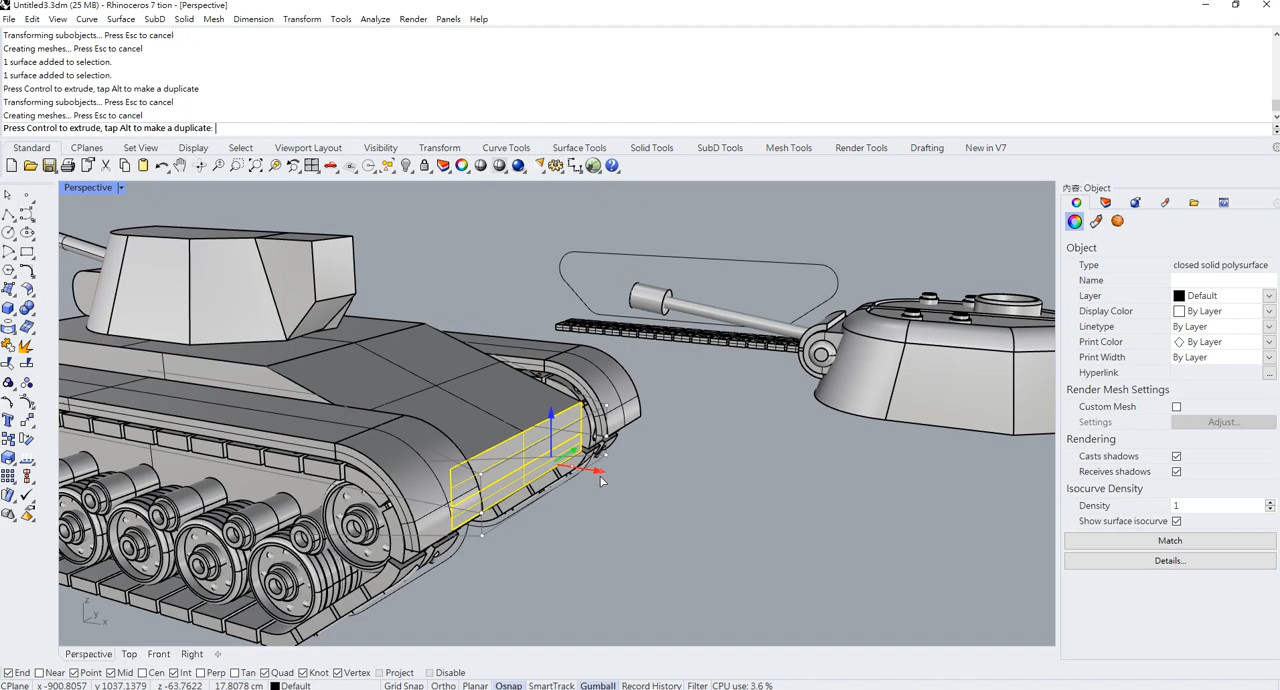 Untitled3.3dm (25 MB) - Rhinoceros 7 tion - [Perspective]
File Edit View Curve Surface SubD Solid Mesh Dimension Transform Tools Analyze Render Panels Help
Transforming subobjects... Press Esc to cancel
Creating meshes... Press Esc to cancel
1 surface added to selection.
1 surface added to selection.
Press Control to extrude, tap Alt to make a duplicate
Transforming subobjects... Press Esc to cancel
Creating meshes... Press Esc to cancel
Press Control to extrude, tap Alt to make a duplicate:
Standard CPlanes Set View Display Select Viewport Layout Visibility Transform Curve Tools Surface Tools Solid Tools SubD Tools Mesh Tools Render Tools Drafting New in V7
Perspective
內容: Object
Object
Type closed solid polysurface
Name
Layer Default
Display Color By Layer
Linetype By Layer
Print Color By Layer
Print Width By Layer
Hyperlink ...
Render Mesh Settings
Custom Mesh
Settings Adjust...
Rendering
Casts shadows
Receives shadows
Isocurve Density
Density 1
Show surface isocurve
Match
Details...
z
y
x
Perspective Top Front Right
End Near Point Mid Cen Int Perp Tan Quad Knot Vertex Project Disable
CPlane x -900.8057 y 1037.1379 z -63.7622 17.8078 cm Default Grid Snap Ortho Planar Osnap SmartTrack Gumball Record History Filter CPU use: 3.6 %